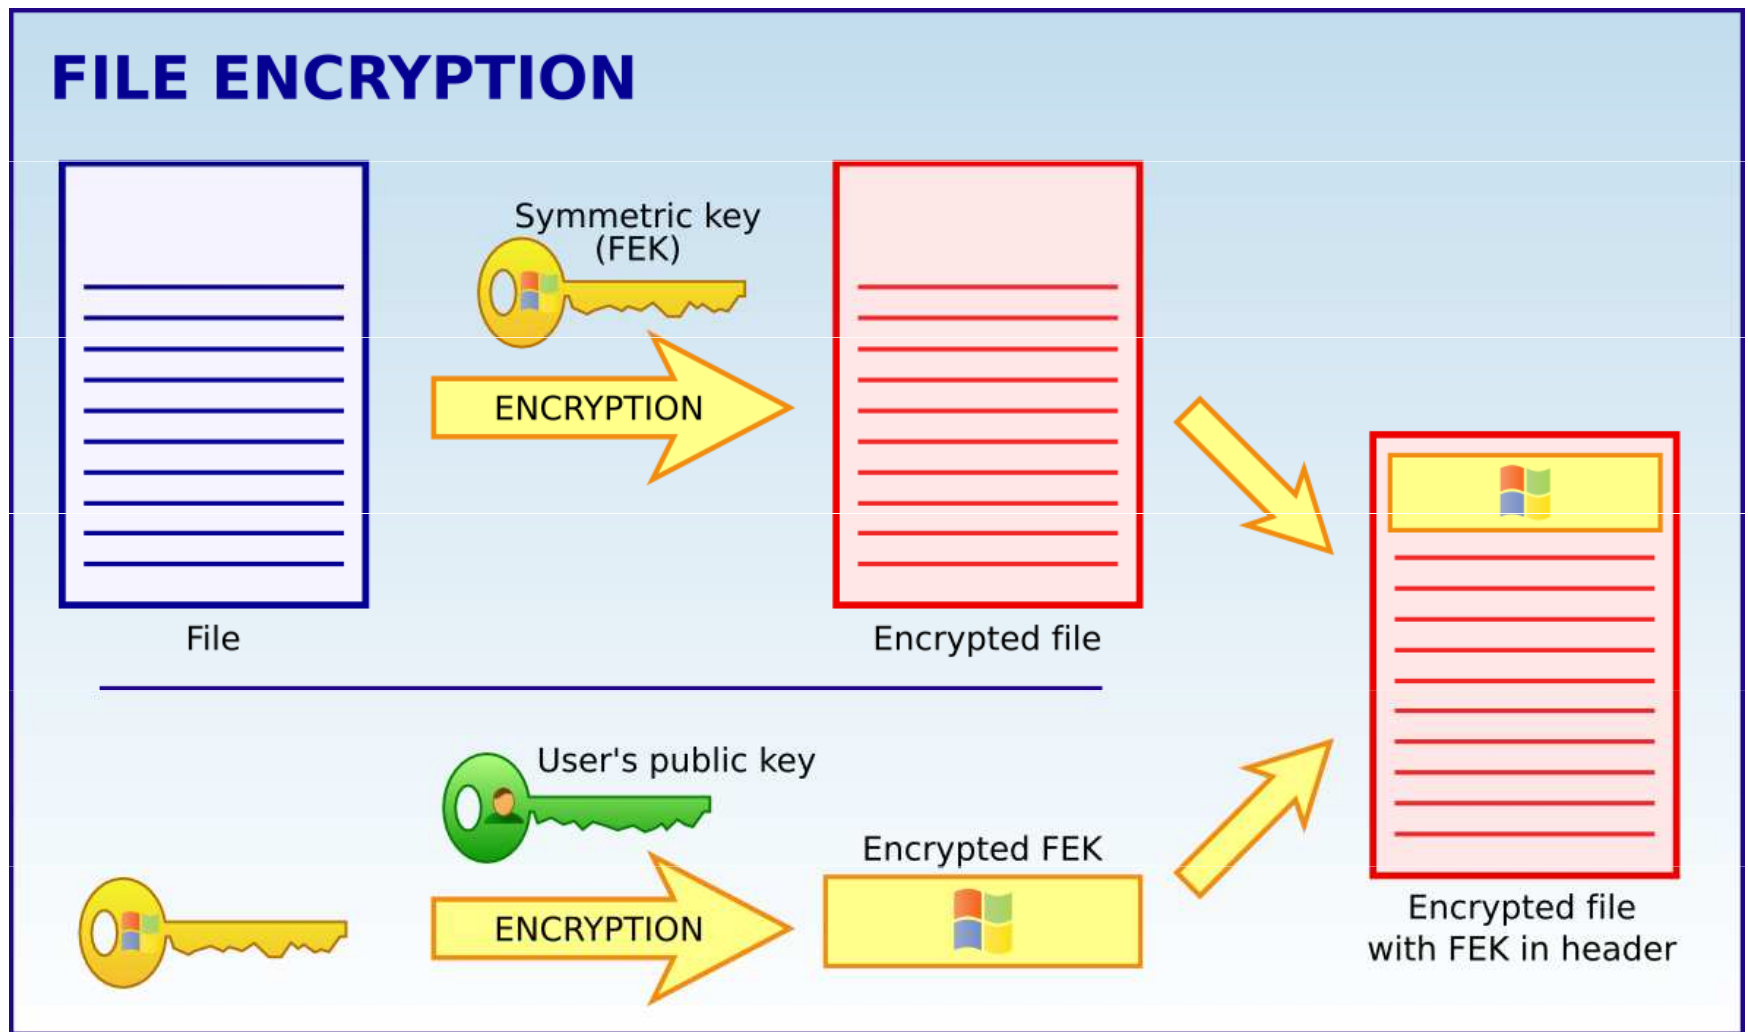 FILE ENCRYPTION
Symmetric key
(FEK)
ENCRYPTION
File
Encrypted file
User's public key
ENCRYPTION
Encrypted FEK
Encrypted file
with FEK in header